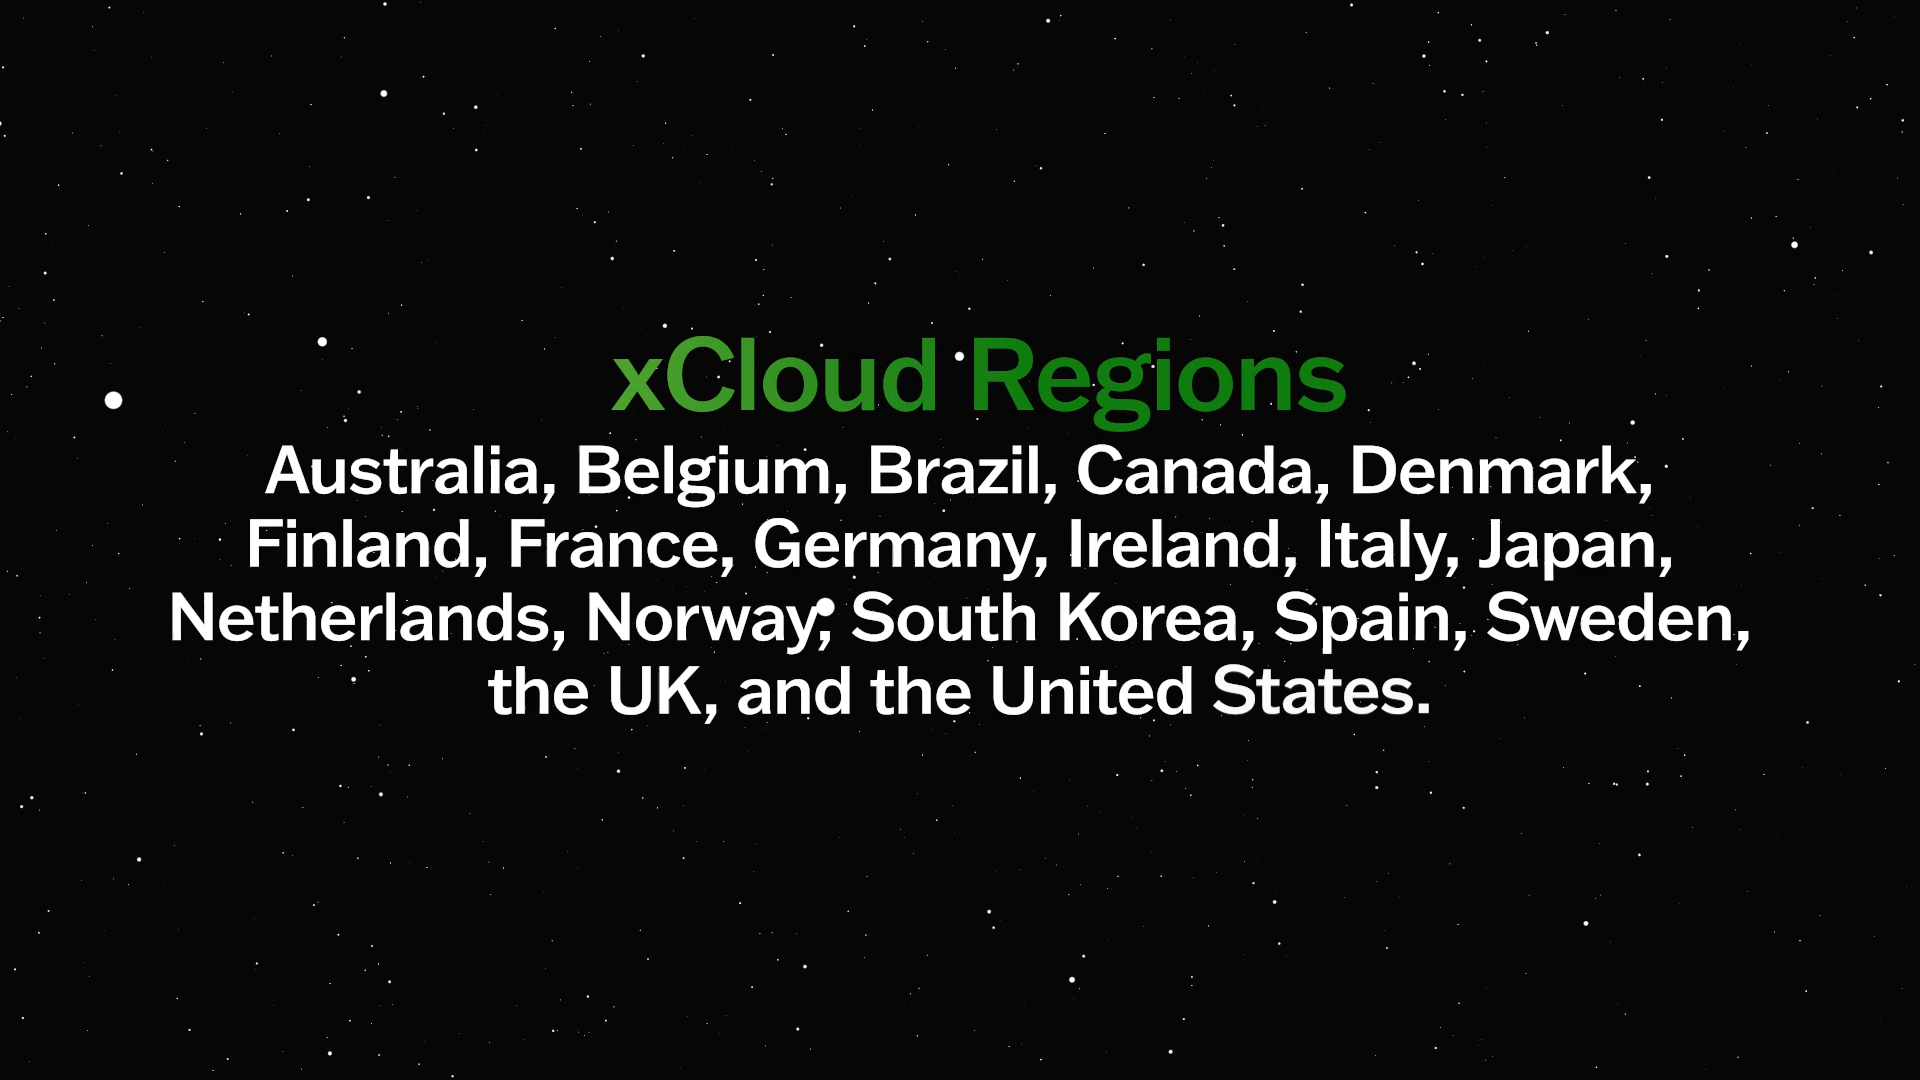 xCloud Regions
Australia, Belgium, Brazil, Canada, Denmark,
Finland, France, Germany, Ireland, Italy, Japan,
Netherlands, Norway, South Korea, Spain, Sweden,
the UK, and the United States.